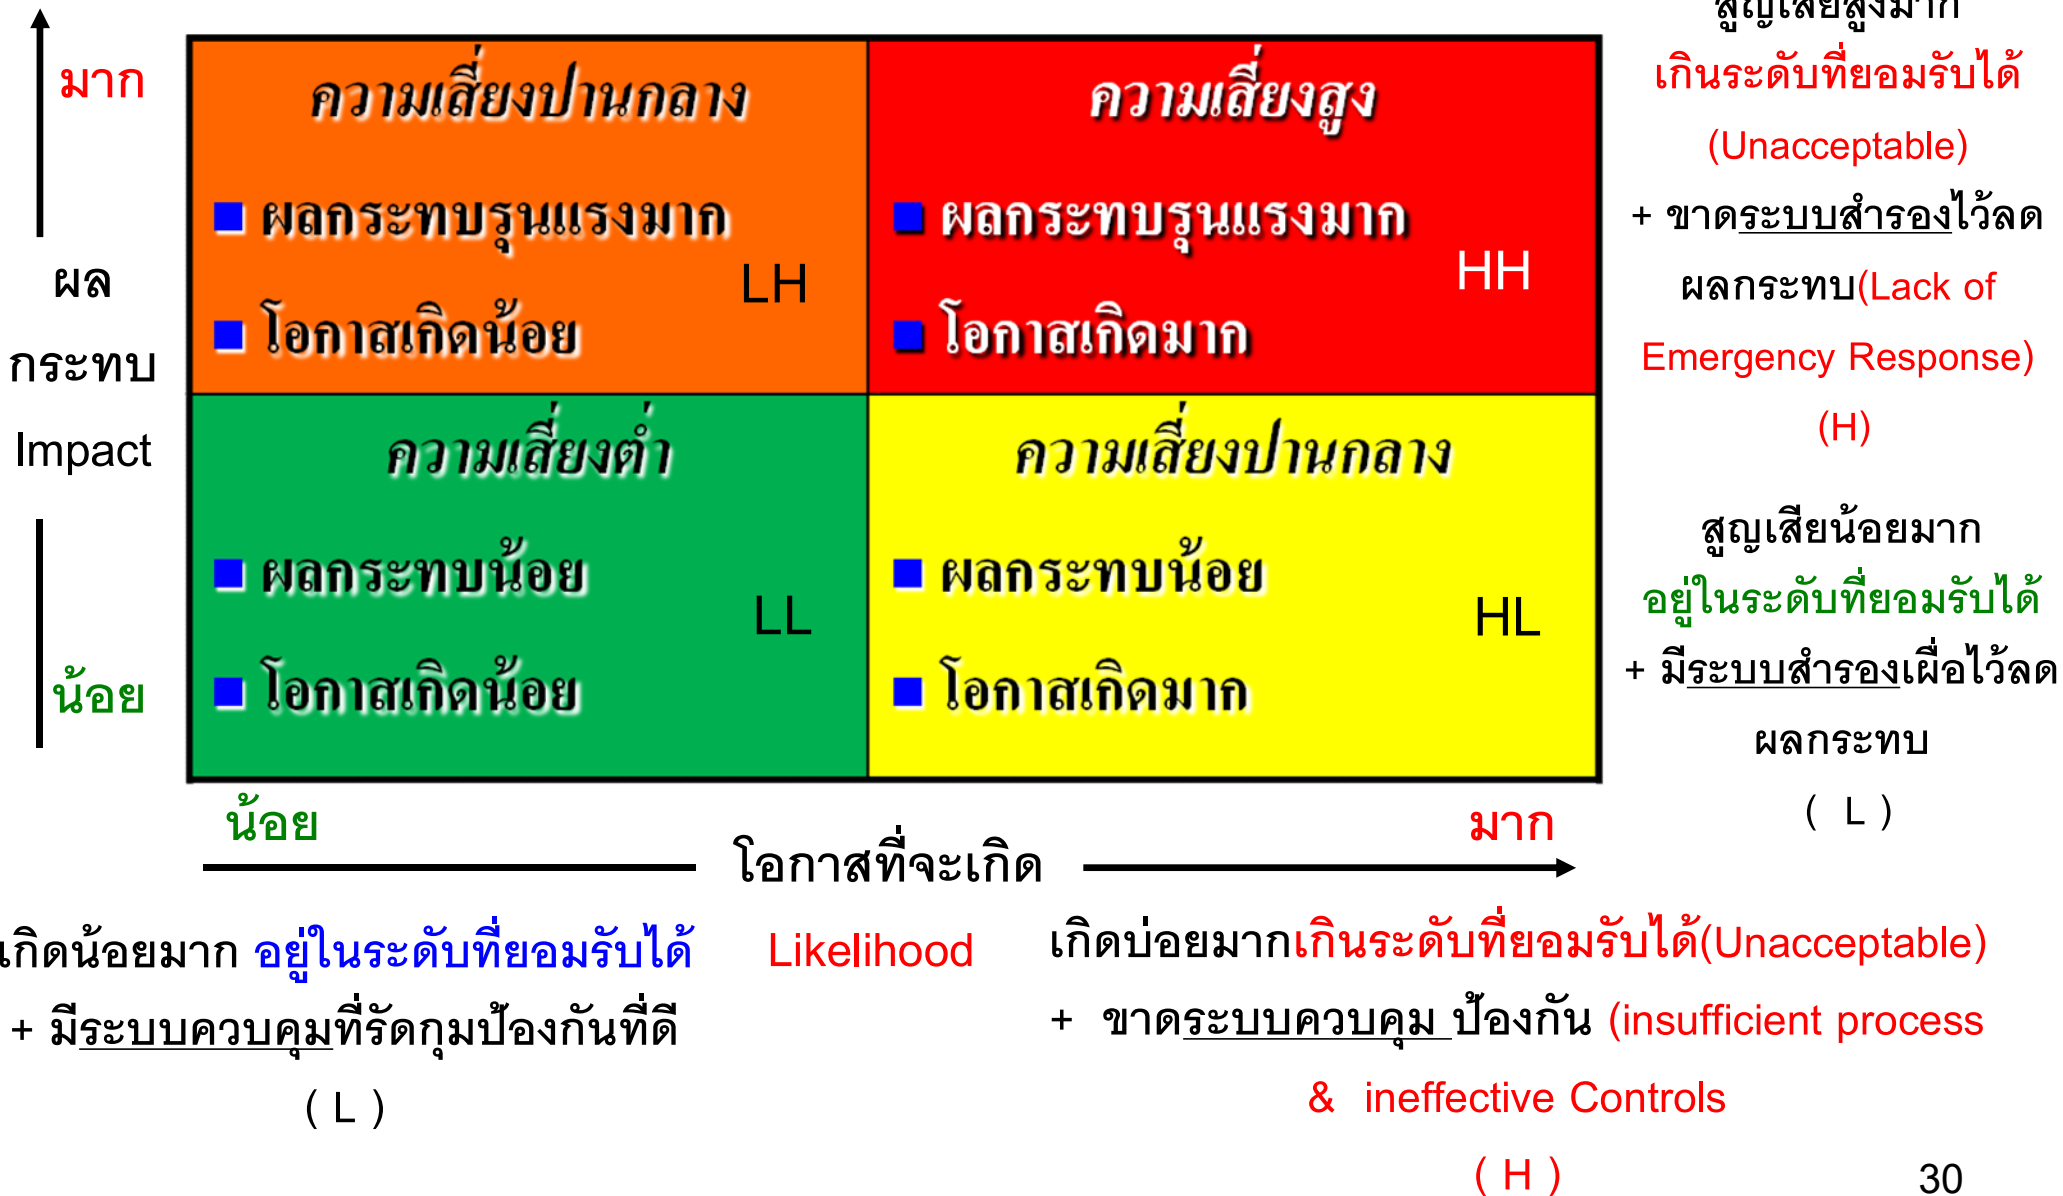 มาก
ผล
กระทบ
Impact
น้อย
ความเสี่ยงปานกลาง
ผลกระทบรุนแรงมาก
โอกาสเกิดน้อย
LH
ความเสี่ยงสูง
ผลกระทบรุนแรงมาก
โอกาสเกิดมาก
HH
ความเสี่ยงต่ำ
ผลกระทบน้อย
โอกาสเกิดน้อย
LL
ความเสี่ยงปานกลาง
ผลกระทบน้อย
โอกาสเกิดมาก
HL
สูญเสียสูงมาก
เกินระดับที่ยอมรับได้
(Unacceptable)
+ ขาดระบบสำรองไว้ลด
ผลกระทบ(Lack of
Emergency Response)
(H)
สูญเสียน้อยมาก
อยู่ในระดับที่ยอมรับได้
+ มีระบบสำรองเผื่อไว้ลด
ผลกระทบ
( L )
น้อย
โอกาสที่จะเกิด
มาก
Likelihood
เกิดน้อยมาก อยู่ในระดับที่ยอมรับได้
+ มีระบบควบคุมที่รัดกุมป้องกันที่ดี
( L )
เกิดบ่อยมากเกินระดับที่ยอมรับได้(Unacceptable)
+ ขาดระบบควบคุม ป้องกัน (insufficient process
& ineffective Controls
( H )
30